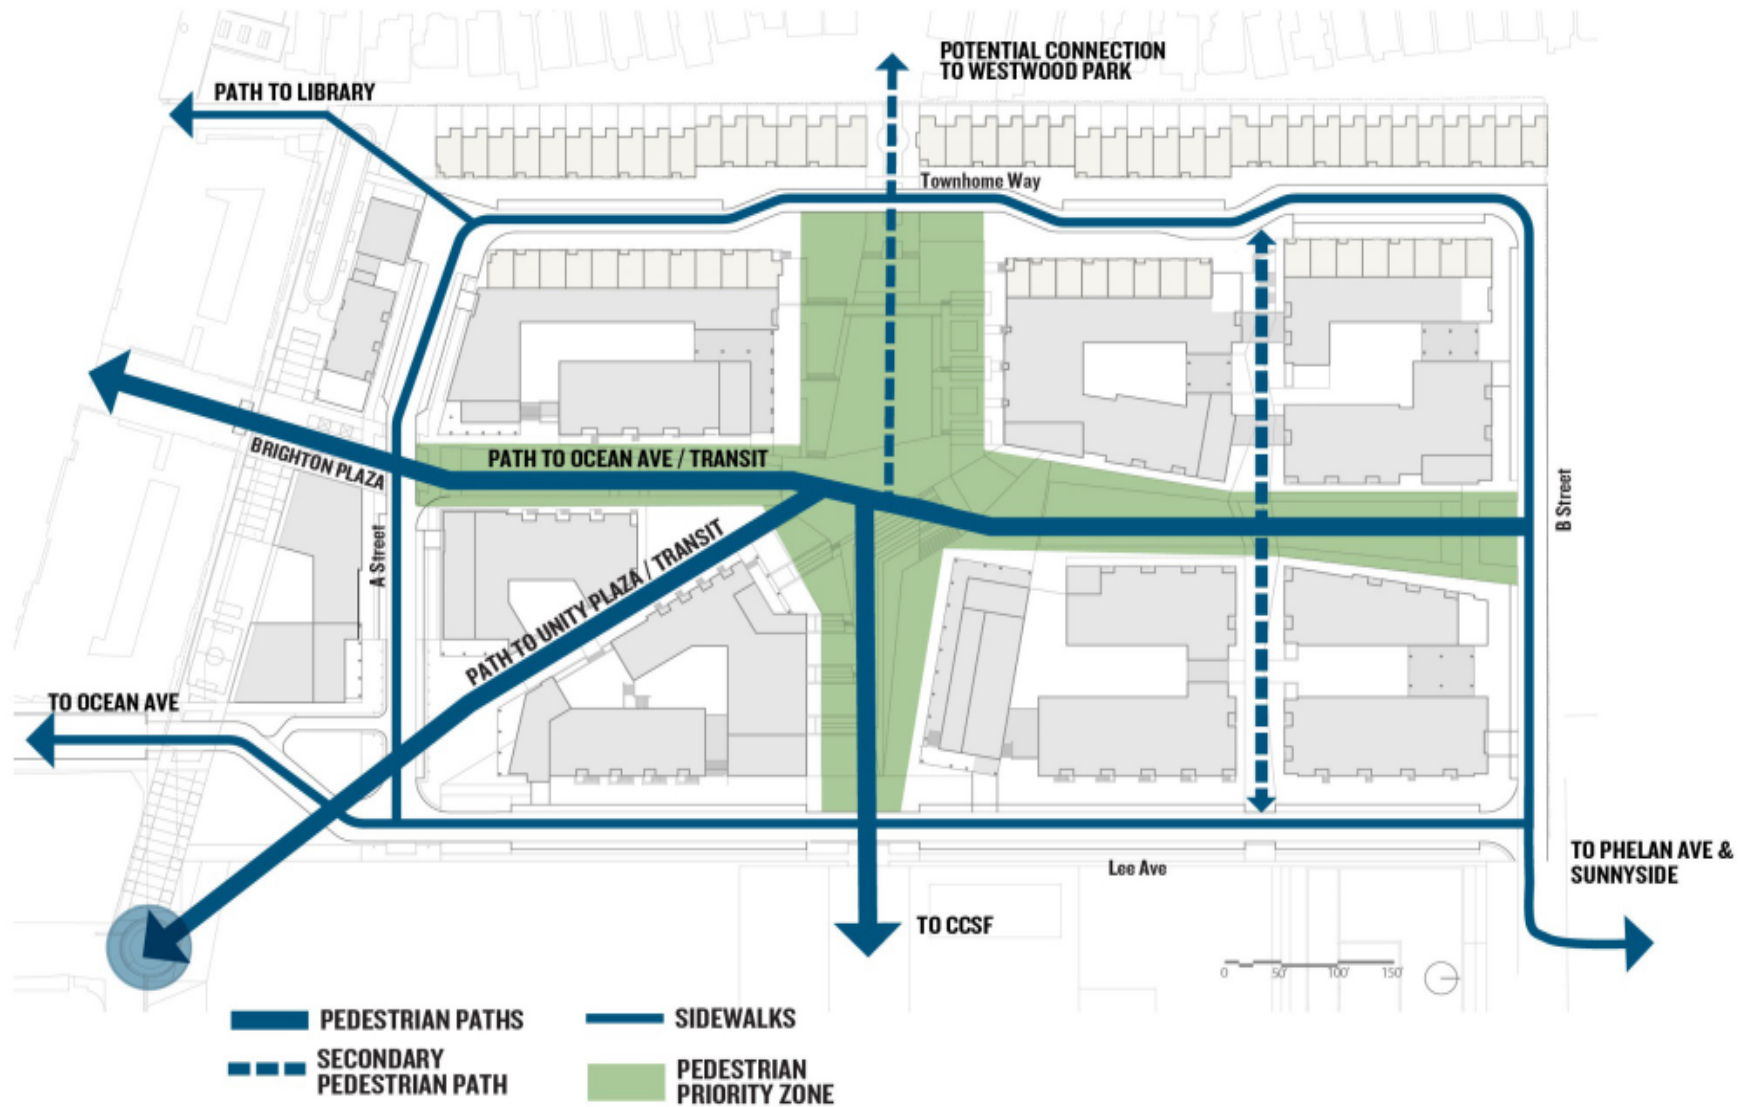 POTENTIAL CONNECTION
TO WESTWOOD PARK
PATH TO LIBRARY
Townhome Way
BRIGHTON PLAZA
PATH TO OCEAN AVE / TRANSIT
B Street
A Street
PATH TO UNITY PLAZA / TRANSIT
TO OCEAN AVE
TO PHELAN AVE &
SUNNYSIDE
Lee Ave
TO CCSF
0 50' 100' 150'
PEDESTRIAN PATHS
SIDEWALKS
SECONDARY
PEDESTRIAN PATH
PEDESTRIAN
PRIORITY ZONE